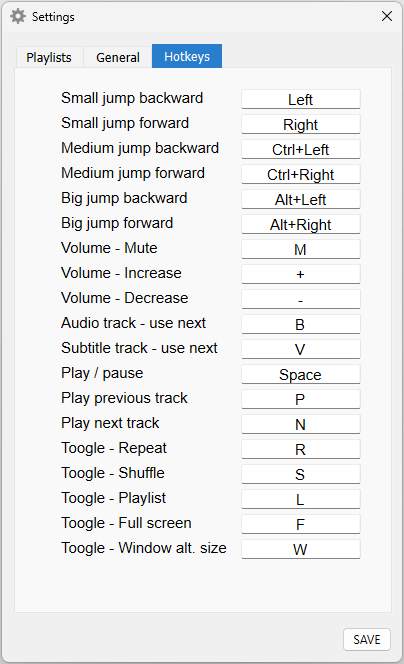 Settings
Playlists General Hotkeys
Small jump backward Left
Small jump forward Right
Medium jump backward Ctrl+Left
Medium jump forward Ctrl+Right
Big jump backward Alt+Left
Big jump forward Alt+Right
Volume - Mute M
Volume - Increase +
Volume - Decrease -
Audio track - use next B
Subtitle track - use next V
Play / pause Space
Play previous track P
Play next track N
Toogle - Repeat R
Toogle - Shuffle S
Toogle - Playlist L
Toogle - Full screen F
Toogle - Window alt. size W
SAVE